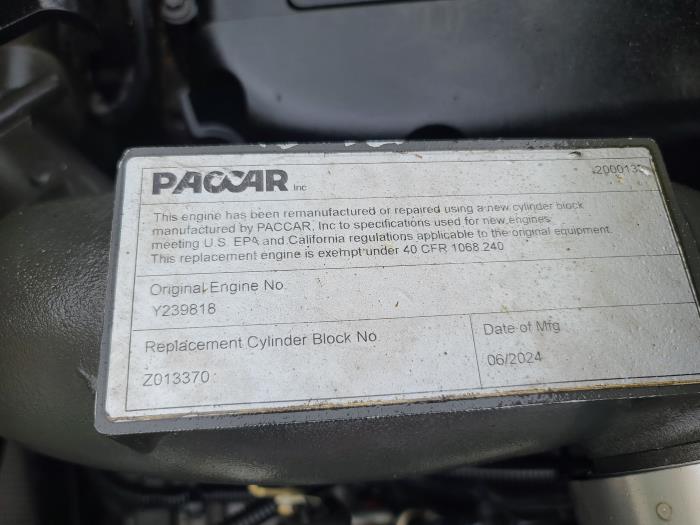 PACCAR Inc
This engine has been remanufactured or repaired using a new cylinder block
manufactured by PACCAR, Inc to specifications used for new engines
meeting U.S. EPA and California regulations applicable to the original equipment.
This replacement engine is exempt under 40 CFR 1068.240
Original Engine No
Y239818
Replacement Cylinder Block No
Z013370
Date of Mfg
06/2024